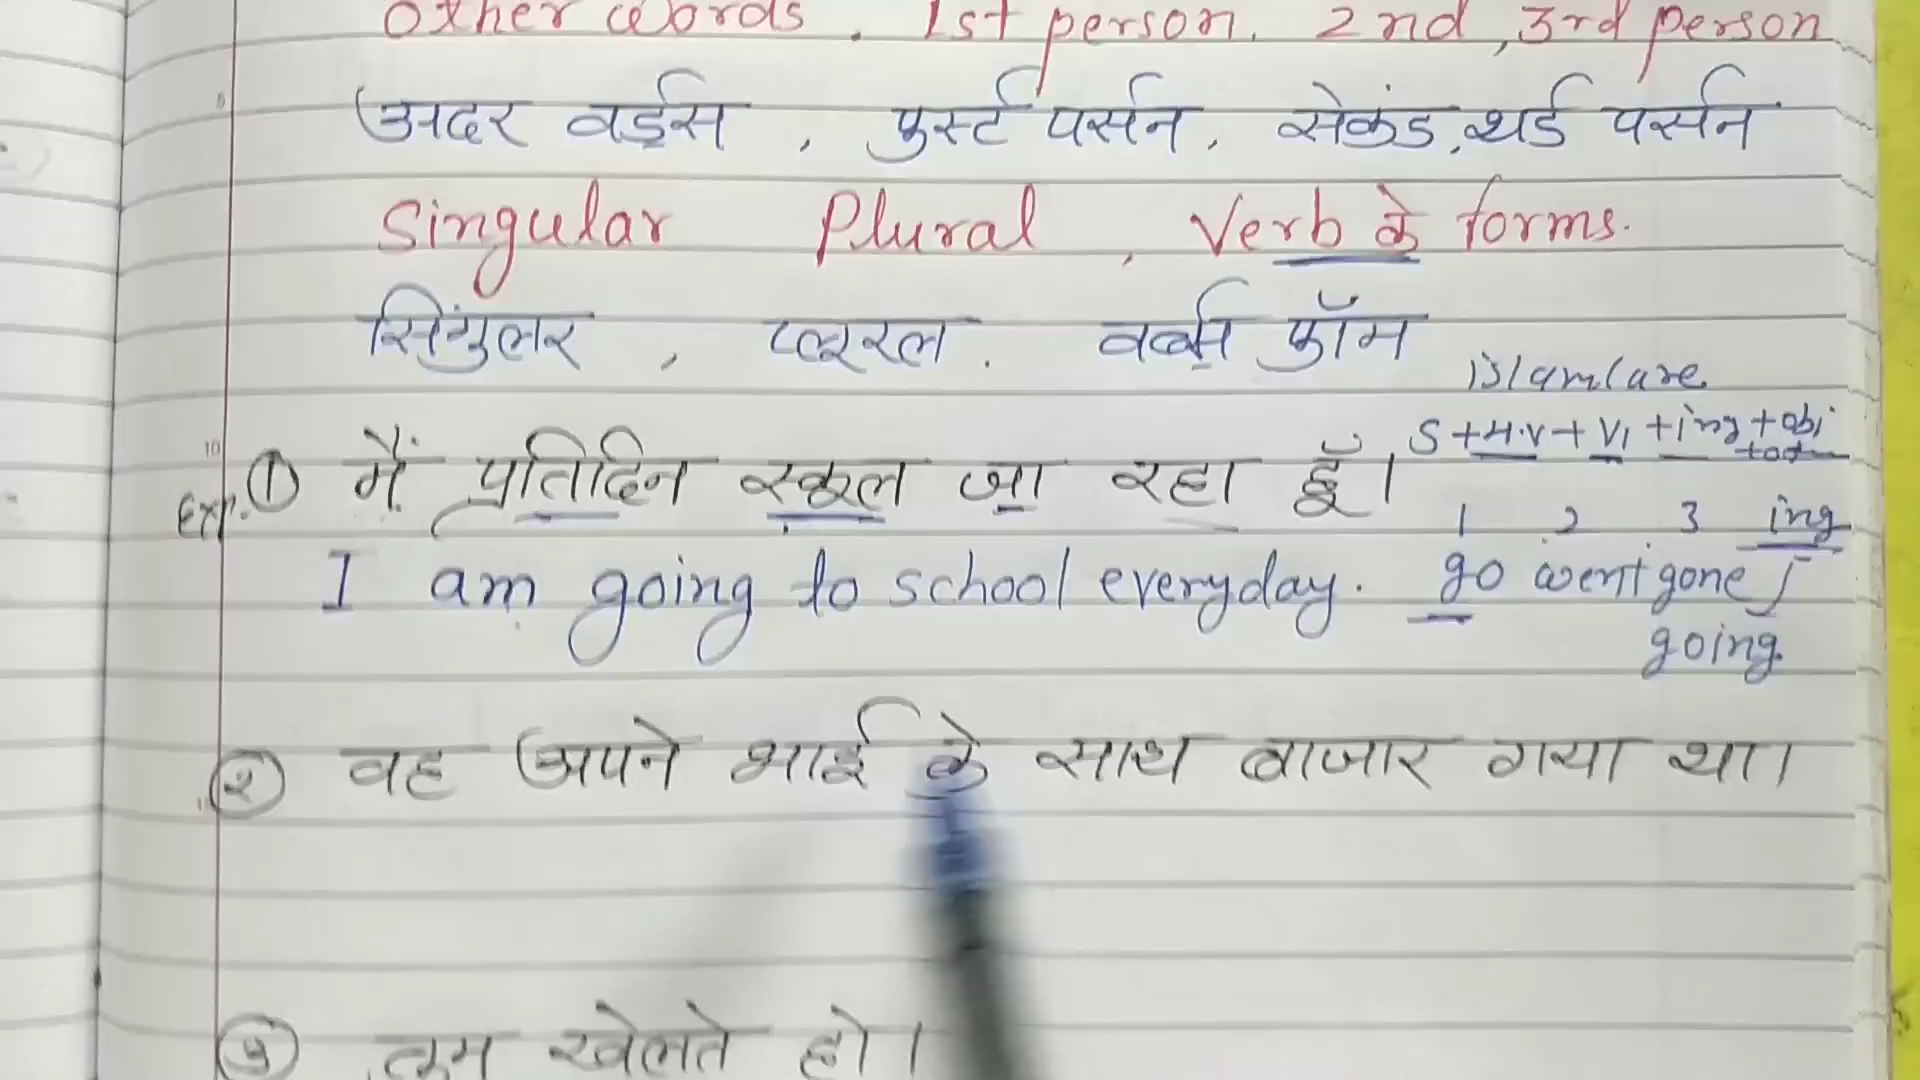 Other words, 1st person, 2nd, 3rd person
अदर वर्ड्स, फुर्स्ट पर्सन, सेकंड, थर्ड पर्सन
Singular Plural, Verb के forms.
सिंगुलर, प्लूरल. वर्ब्स फॉर्म
is/am/are
S+H.V+V1+ing+obj
Exp. ① मैं प्रतिदिन स्कूल जा रहा हूँ।
1 2 3 ing
I am going to school everyday. go went gone
going
② वह अपने भाई के साथ बाजार गया था।
③ तुम खेलते हो।